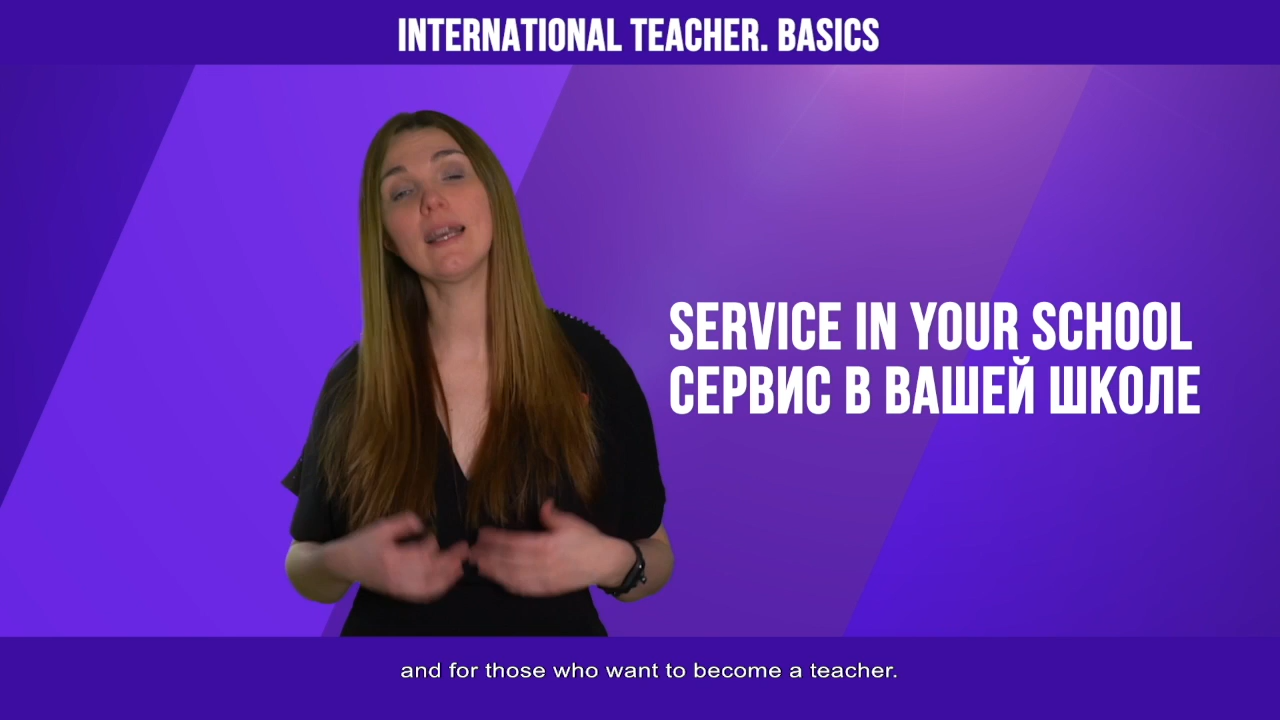 INTERNATIONAL TEACHER. BASICS
SERVICE IN YOUR SCHOOL
СЕРВИС В ВАШЕЙ ШКОЛЕ
and for those who want to become a teacher.